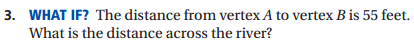 3. WHAT IF? The distance from vertex A to vertex B is 55 feet.
What is the distance across the river?